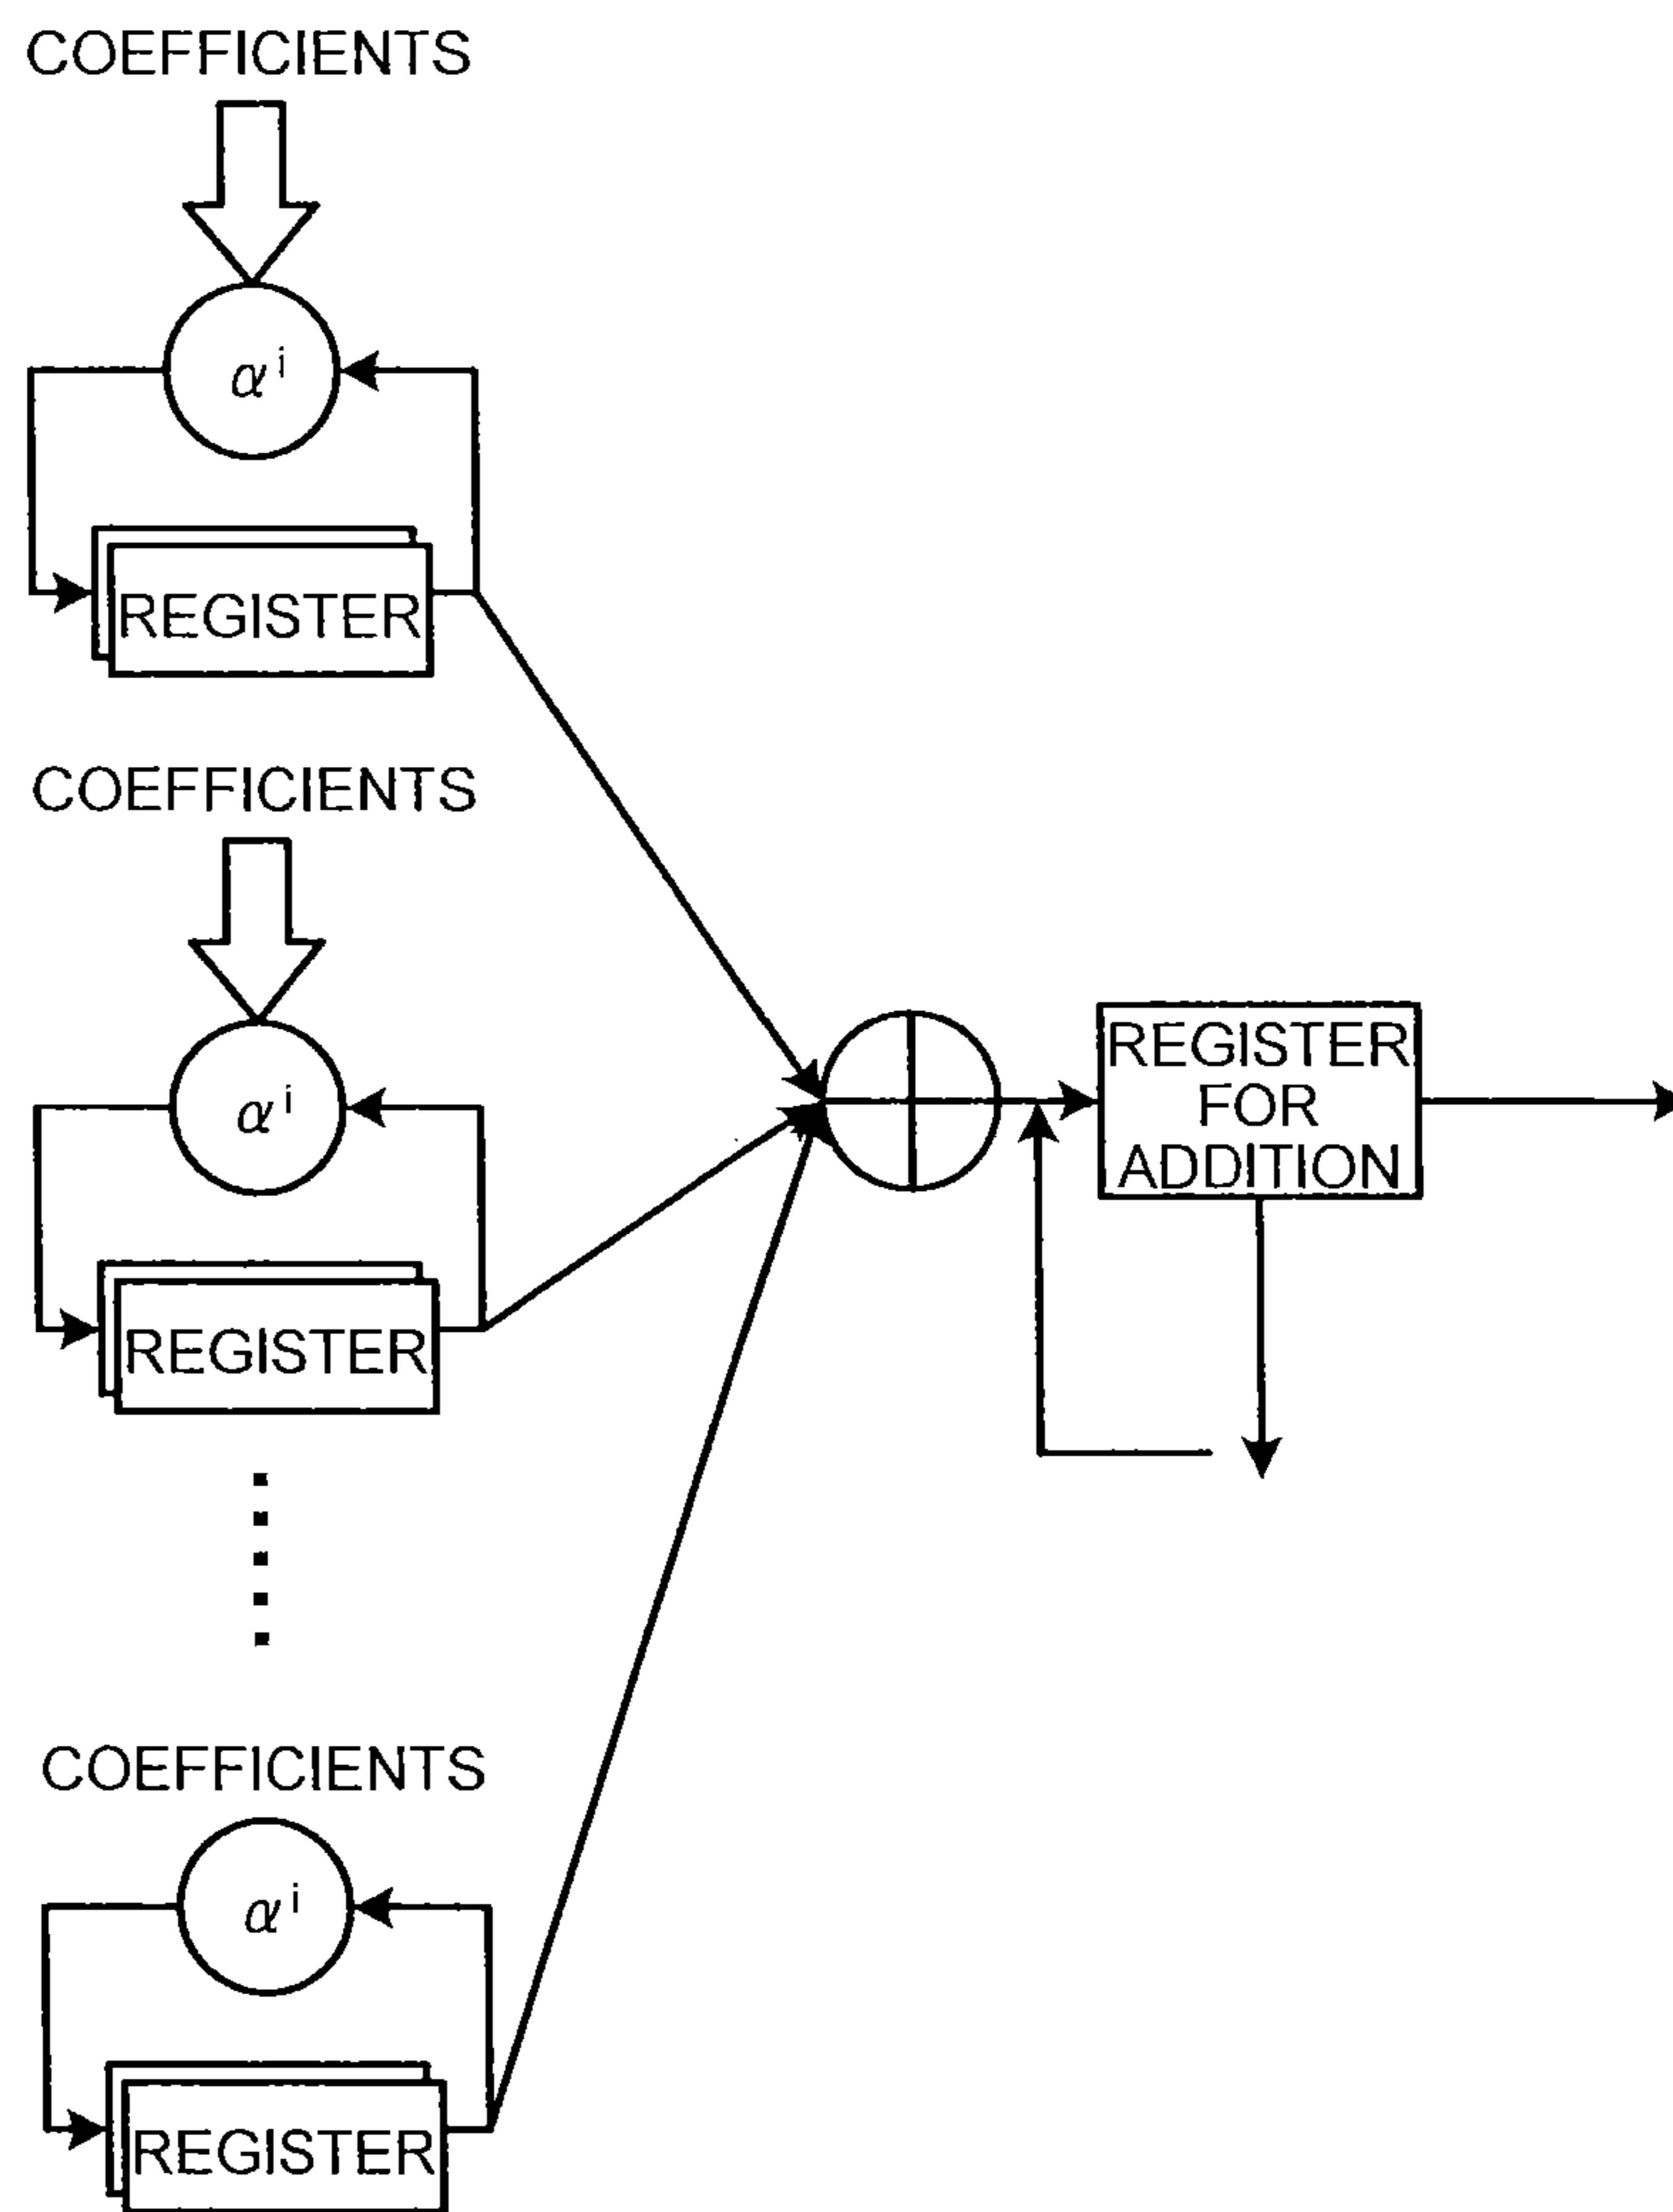 COEFFICIENTS
α i
REGISTER
COEFFICIENTS
α i
REGISTER
REGISTER
FOR
ADDITION
COEFFICIENTS
α i
REGISTER